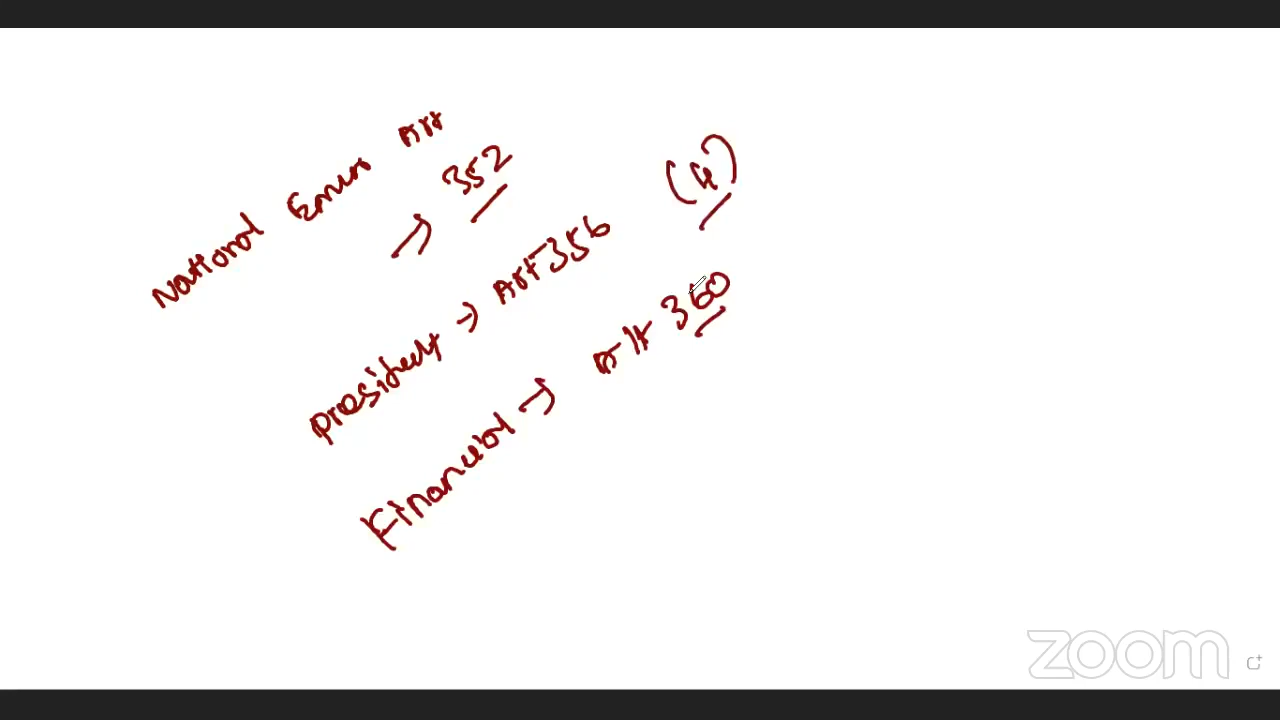 National Emer Art
→ 352
(4)
President → Art 356
Financial → Art 360
zoom